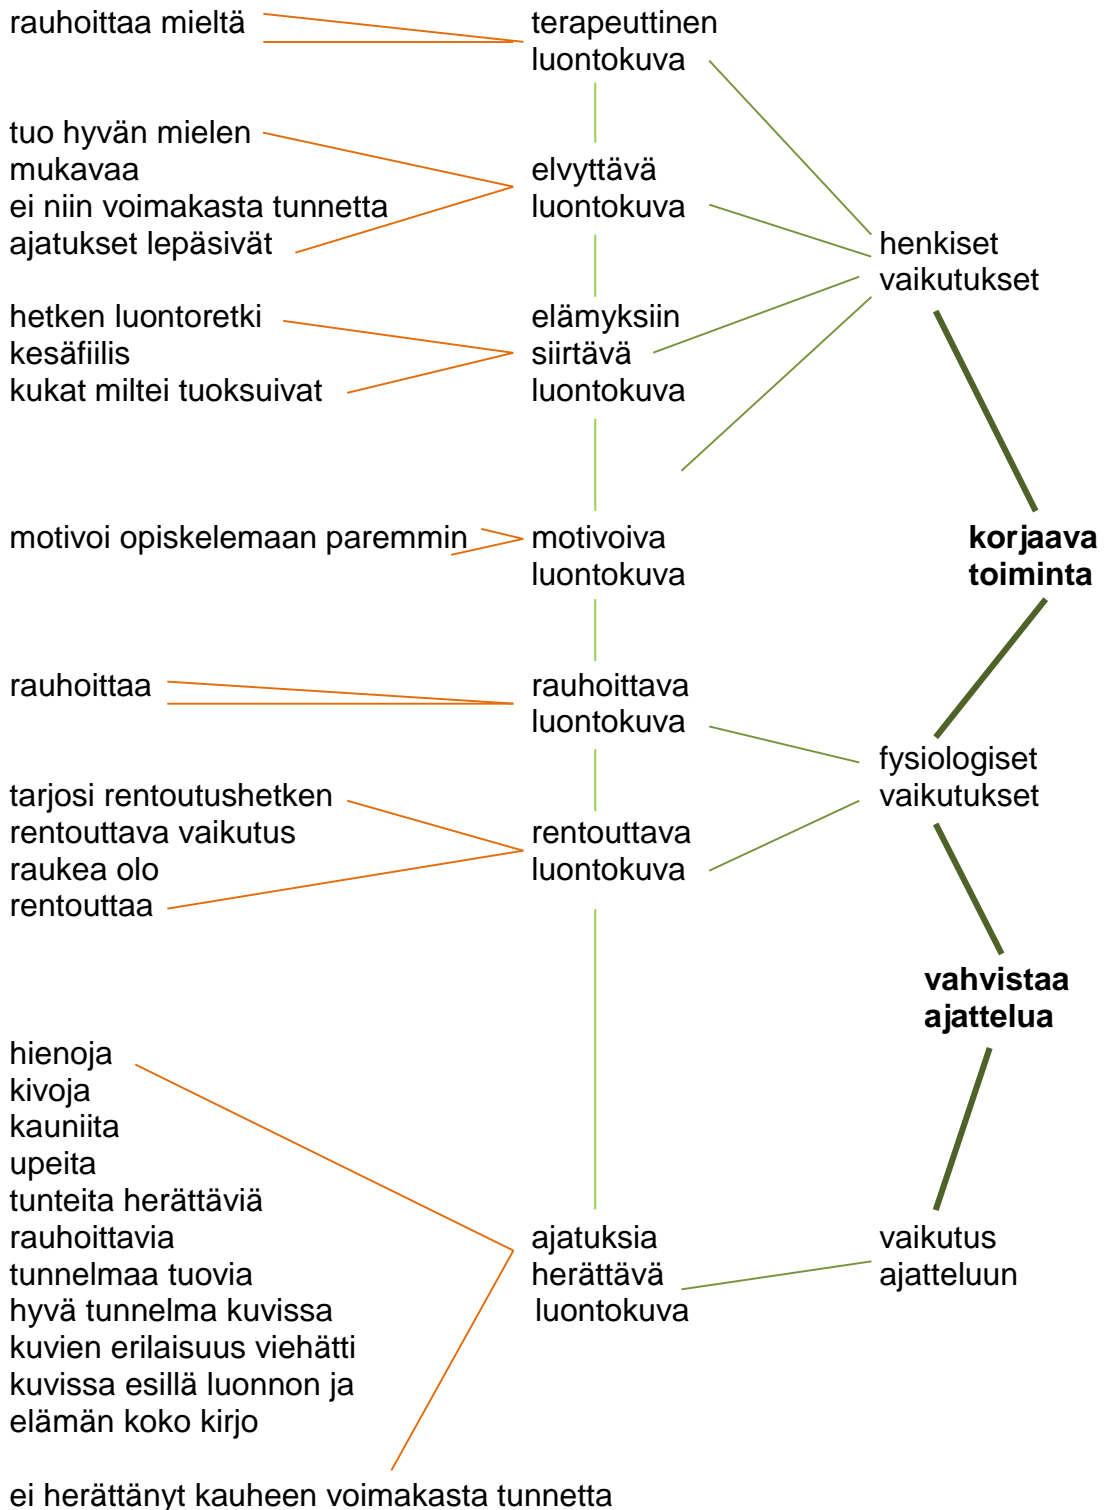 rauhoittaa mieltä
terapeuttinen
luontokuva
tuo hyvän mielen
mukavaa
ei niin voimakasta tunnetta
ajatukset lepäsivät
elvyttävä
luontokuva
henkiset
vaikutukset
hetken luontoretki
kesäfiilis
kukat miltei tuoksuivat
elämyksiin
siirtävä
luontokuva
motivoi opiskelemaan paremmin
motivoiva
luontokuva
korjaava
toiminta
rauhoittaa
rauhoittava
luontokuva
fysiologiset
vaikutukset
tarjosi rentoutushetken
rentouttava vaikutus
raukea olo
rentouttaa
rentouttava
luontokuva
vahvistaa
ajattelua
hienoja
kivoja
kauniita
upeita
tunteita herättäviä
rauhoittavia
tunnelmaa tuovia
hyvä tunnelma kuvissa
kuvien erilaisuus viehätti
kuvissa esillä luonnon ja
elämän koko kirjo
ajatuksia
herättävä
luontokuva
vaikutus
ajatteluun
ei herättänyt kauheen voimakasta tunnetta